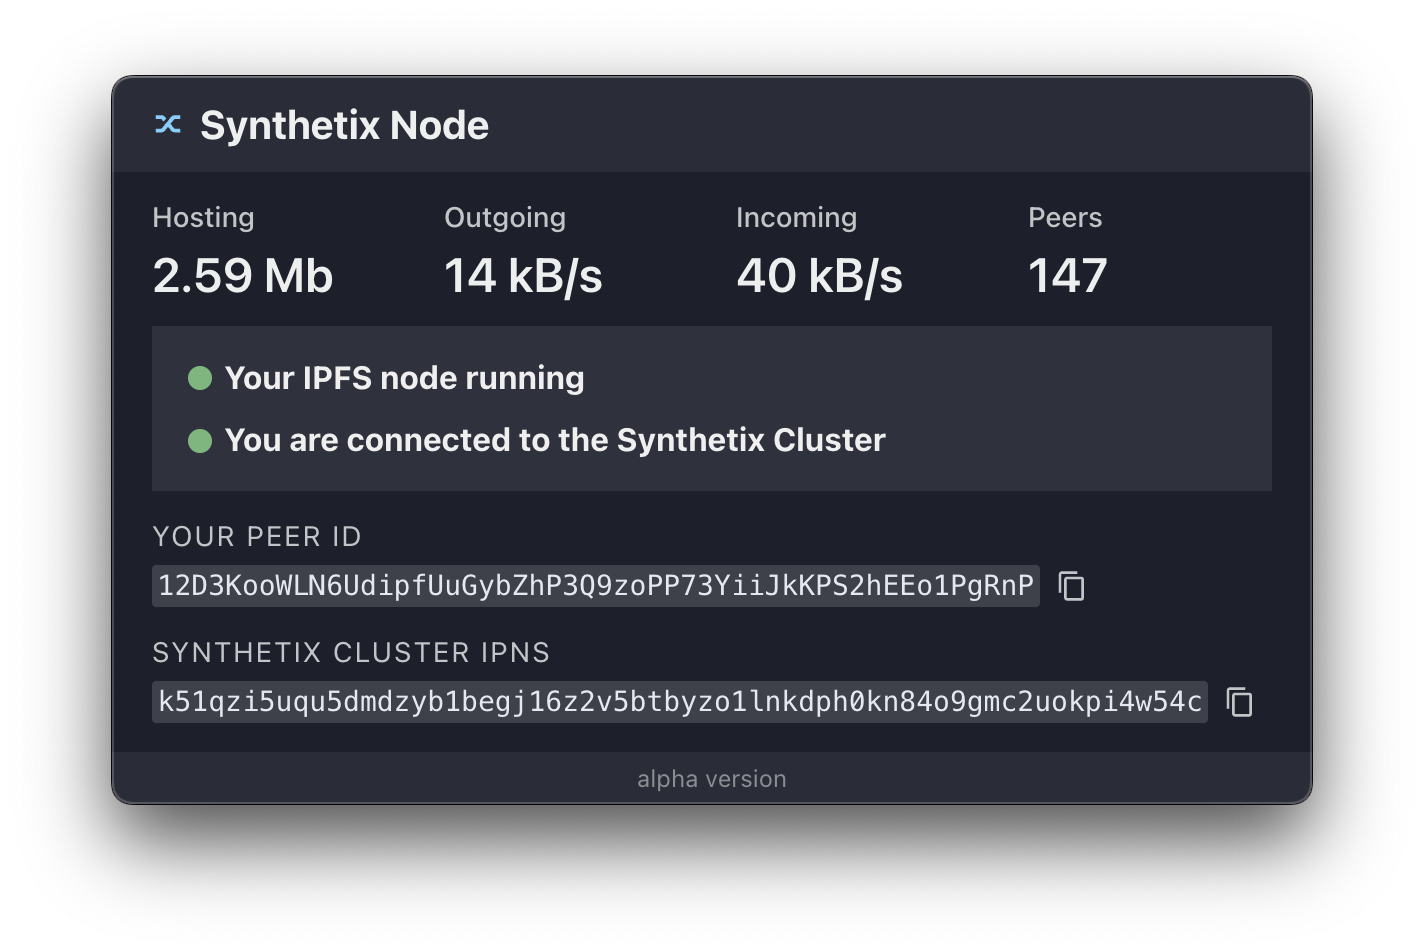 Synthetix Node
Hosting Outgoing Incoming Peers
2.59 Mb 14 kB/s 40 kB/s 147
Your IPFS node running
You are connected to the Synthetix Cluster
YOUR PEER ID
12D3KooWLN6UdipfUuGybZhP3Q9zoPP73YiiJkKPS2hEEo1PgRnP
SYNTHETIX CLUSTER IPNS
k51qzi5uqu5dmdzyb1begj16z2v5btbyzo1lnkdph0kn84o9gmc2uokpi4w54c
alpha version